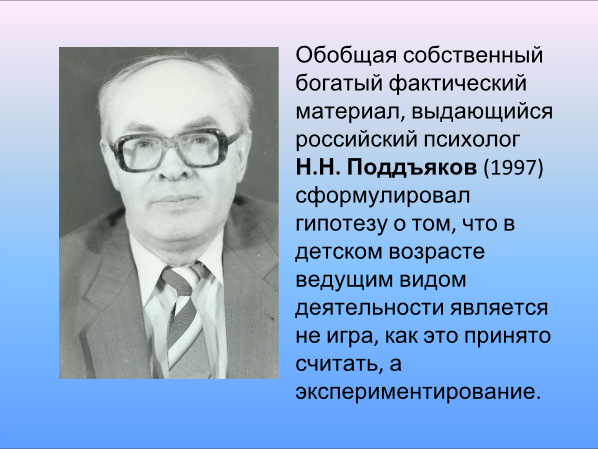 Обобщая собственный
богатый фактический
материал, выдающийся
российский психолог
Н.Н. Поддъяков (1997)
сформулировал
гипотезу о том, что в
детском возрасте
ведущим видом
деятельности является
не игра, как это принято
считать, а
экспериментирование.